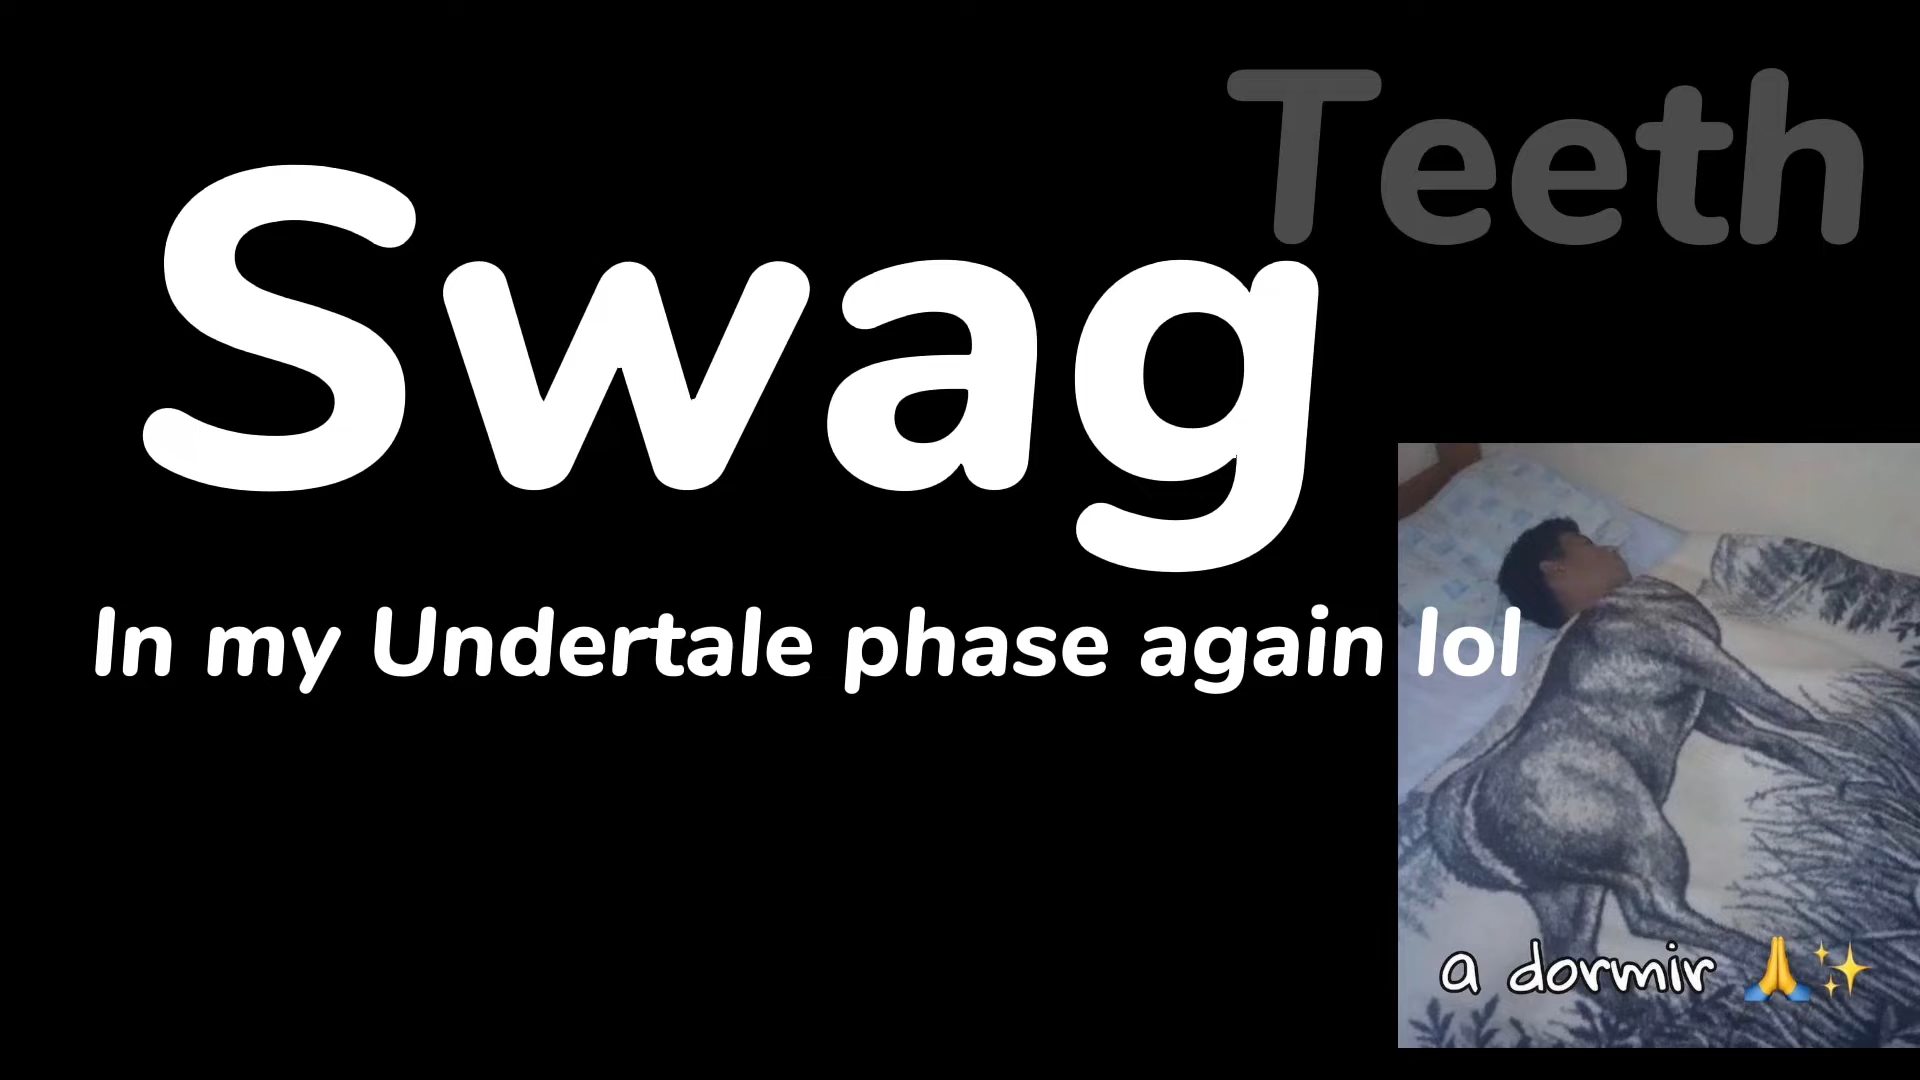 Teeth
Swag
In my Undertale phase again lol
a dormir 🙏✨